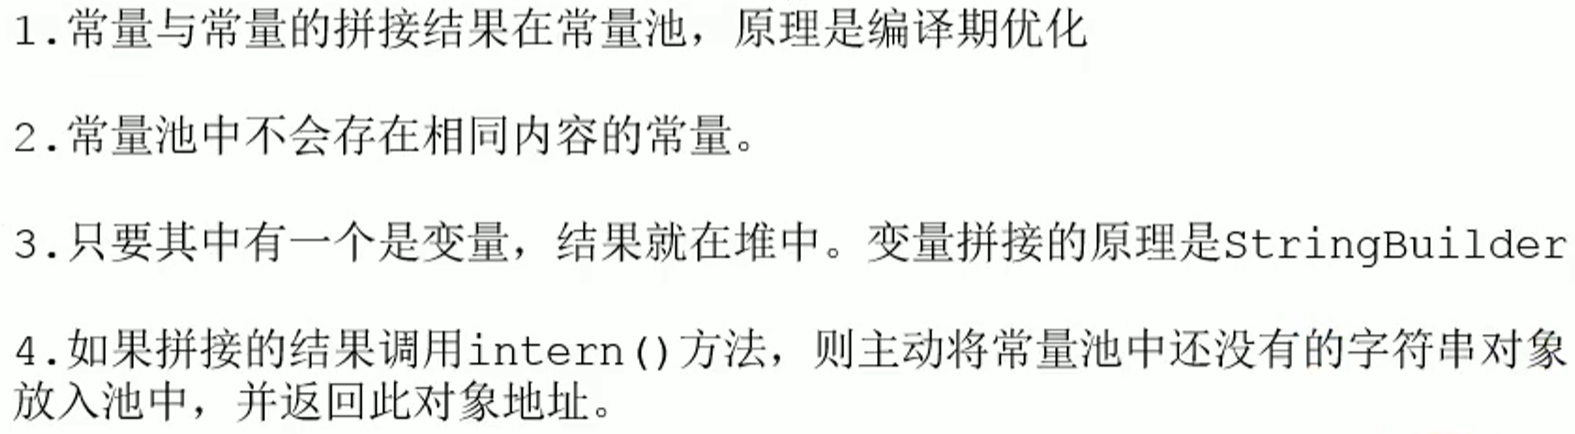 1.常量与常量的拼接结果在常量池，原理是编译期优化
2.常量池中不会存在相同内容的常量。
3.只要其中有一个是变量，结果就在堆中。变量拼接的原理是StringBuilder
4.如果拼接的结果调用intern()方法，则主动将常量池中还没有的字符串对象
放入池中，并返回此对象地址。